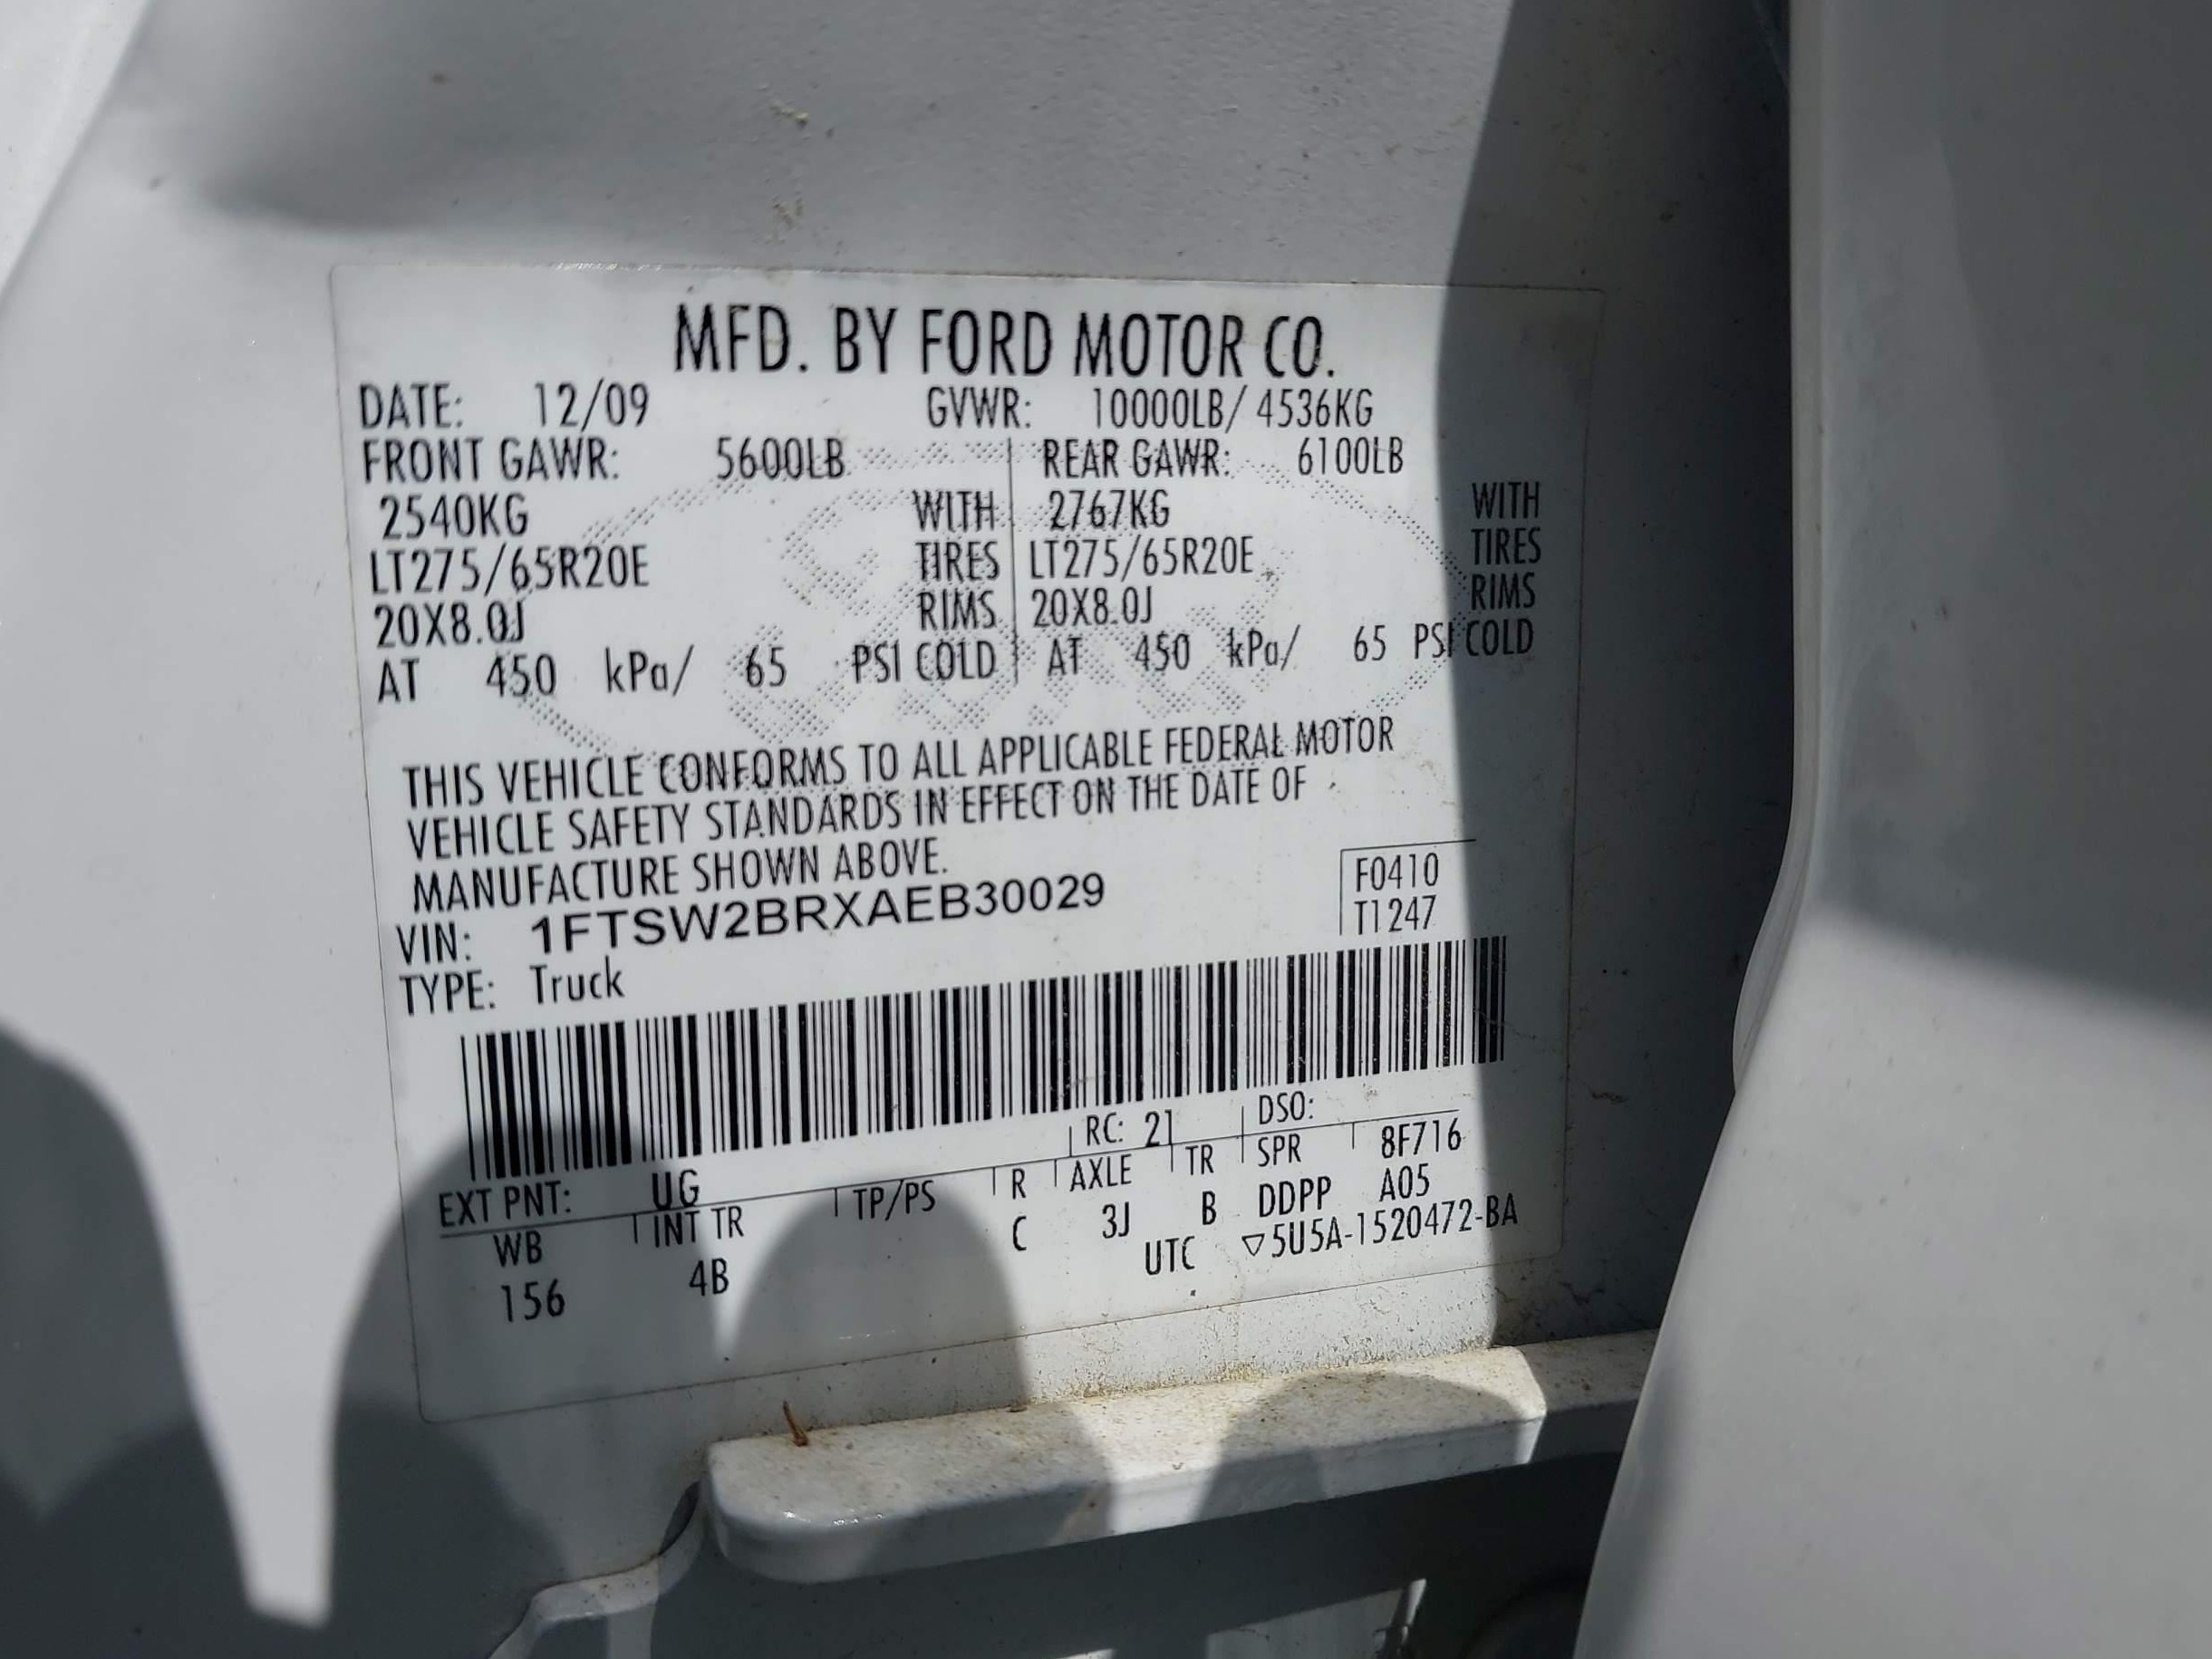 MFD. BY FORD MOTOR CO.
DATE: 12/09 GVWR: 10000LB/ 4536KG
FRONT GAWR: 5600LB REAR GAWR: 6100LB
2540KG WITH 2767KG WITH
LT275/65R20E TIRES LT275/65R20E TIRES
20X8.0J RIMS 20X8.0J RIMS
AT 450 kPa/ 65 PSI COLD AT 450 kPa/ 65 PSI COLD
THIS VEHICLE CONFORMS TO ALL APPLICABLE FEDERAL MOTOR
VEHICLE SAFETY STANDARDS IN EFFECT ON THE DATE OF
MANUFACTURE SHOWN ABOVE.
F0410
VIN: 1FTSW2BRXAEB30029 T1247
TYPE: Truck
EXT PNT: UG RC: 21 DSO:
WB INT TR TP/PS R AXLE TR SPR 8F716
156 4B C 3J B DDPP A05
UTC ▽5U5A-1520472-BA